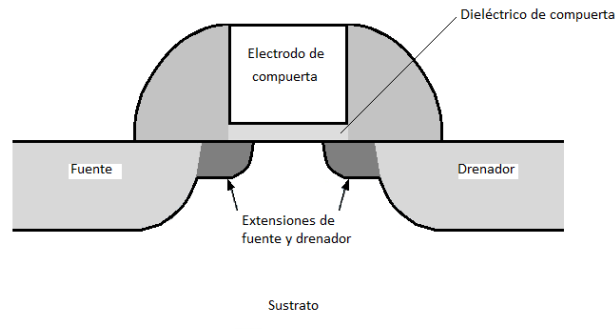 Dieléctrico de compuerta
Electrodo de
compuerta
Fuente
Drenador
Extensiones de
fuente y drenador
Sustrato